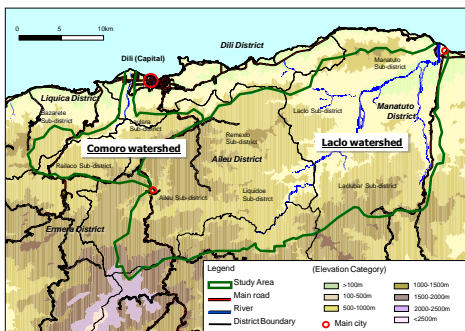 0 10km
Dili (Capital)
Dili District
Manatuto
Sub-district
Liquica District
Bazarete
Sub-district
Laclo Sub-district
Manatuto
District
Sub-district
Comoro watershed
Laclo watershed
Remexio
Sub-district
Aileu District
Railaco Sub-district
Aileu Sub-district
Liquidoe
Sub-district
Laclubar Sub-district
Ermera District
Legend
(Elevation Category)
Study Area
Main road
River
District Boundary
>100m
100-500m
500-1000m
1000-1500m
1500-2000m
2000-2500m
<2500m
Main city